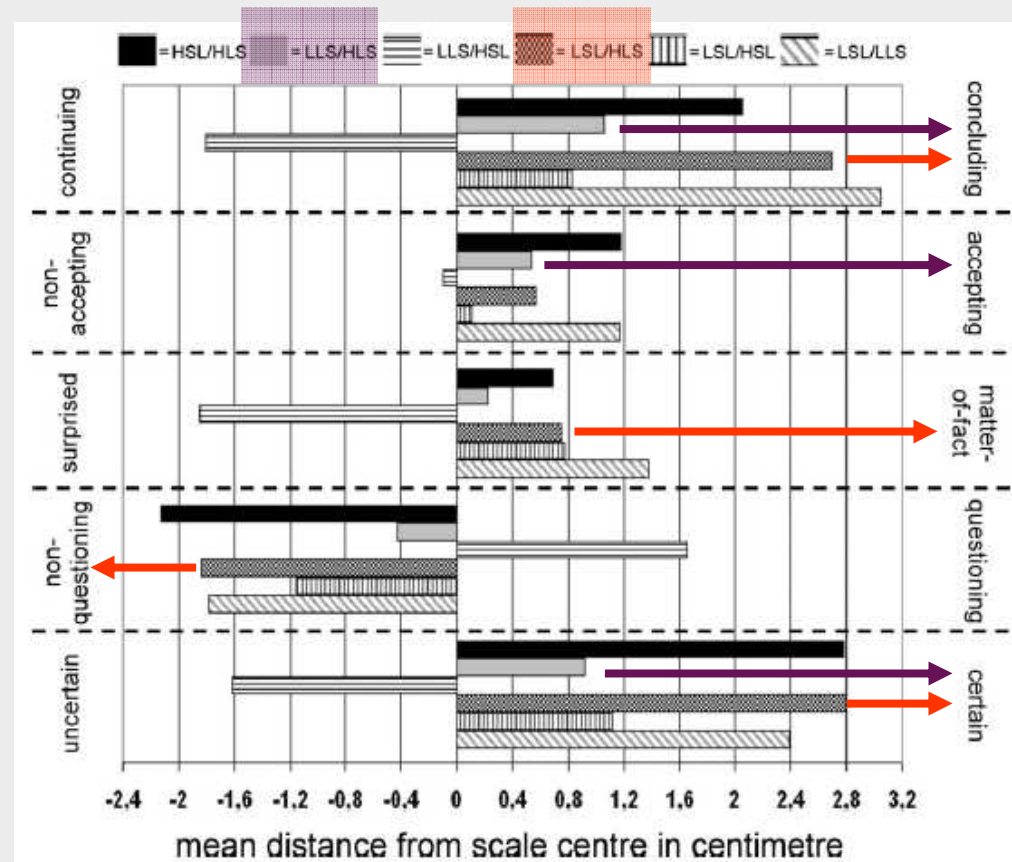 =HSL/HLS =LLS/HLS =LLS/HSL =LSL/HLS =LSL/HSL =LSL/LLS
continuing
concluding
non-
accepting
accepting
surprised
matter-
of-fact
non-
questioning
questioning
uncertain
certain
-2,4 -2 -1,6 -1,2 -0,8 -0,4 0 0,4 0,8 1,2 1,6 2 2,4 2,8 3,2
mean distance from scale centre in centimetre